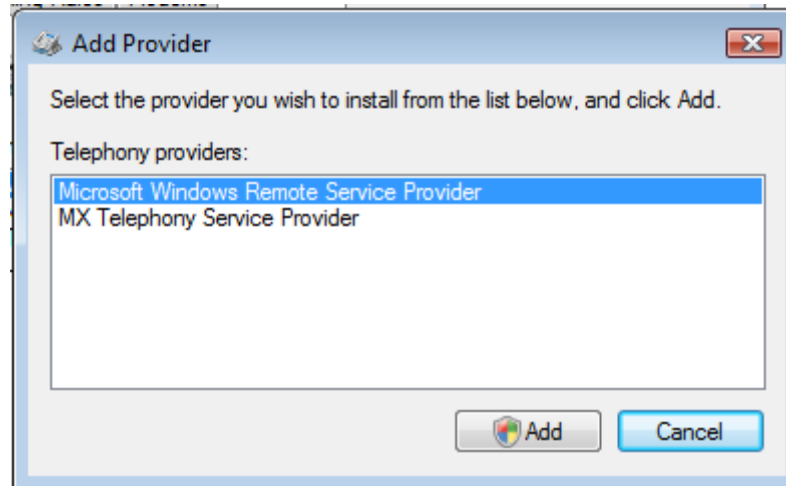 Add Provider
Select the provider you wish to install from the list below, and click Add.
Telephony providers:
Microsoft Windows Remote Service Provider
MX Telephony Service Provider
Add
Cancel